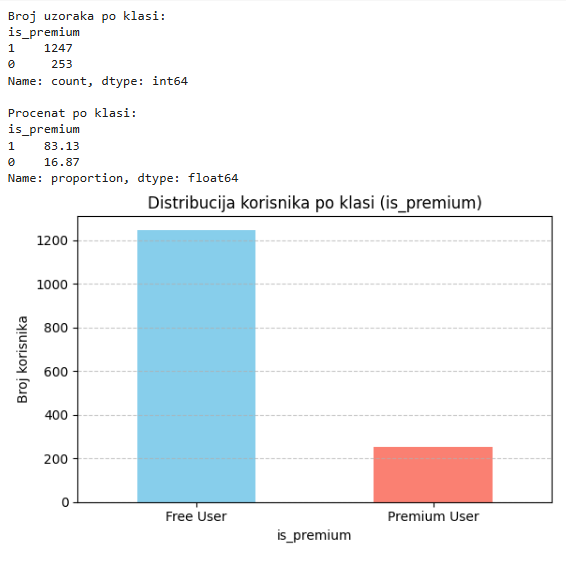 Broj uzoraka po klasi:
is_premium
1    1247
0     253
Name: count, dtype: int64
Procenat po klasi:
is_premium
1    83.13
0    16.87
Name: proportion, dtype: float64
Distribucija korisnika po klasi (is_premium)
1200
1000
800
600
400
200
0
Broj korisnika
Free User
Premium User
is_premium